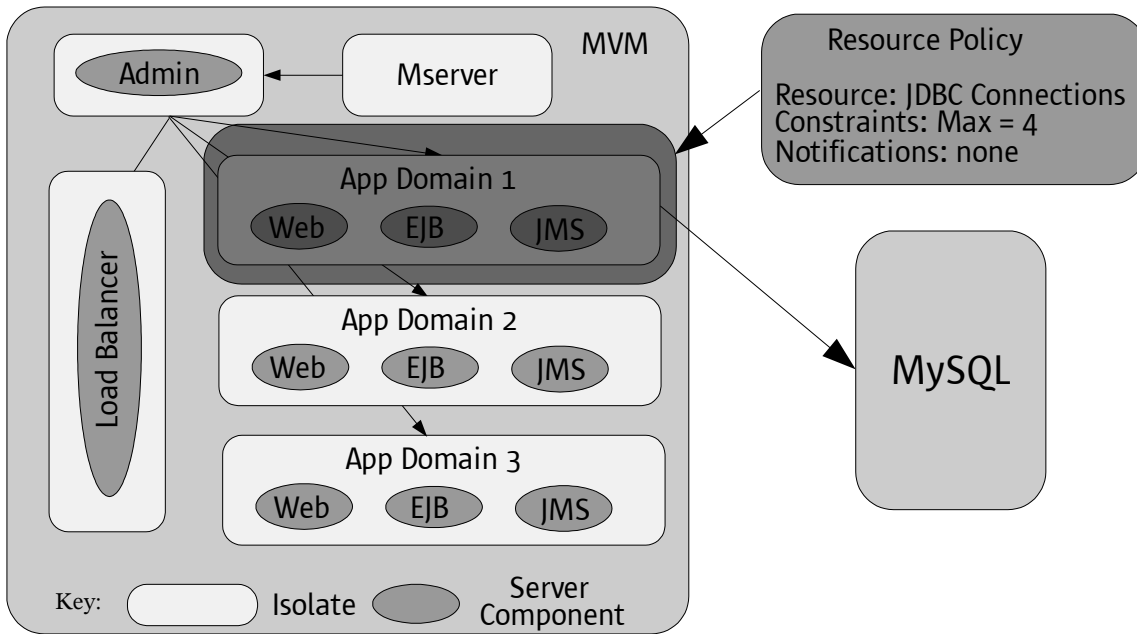 MVM
Admin
Mserver
Resource Policy
Resource: JDBC Connections
Constraints: Max = 4
Notifications: none
App Domain 1
Web
EJB
JMS
Load Balancer
App Domain 2
Web
EJB
JMS
MySQL
App Domain 3
Web
EJB
JMS
Key:
Isolate
Server
Component